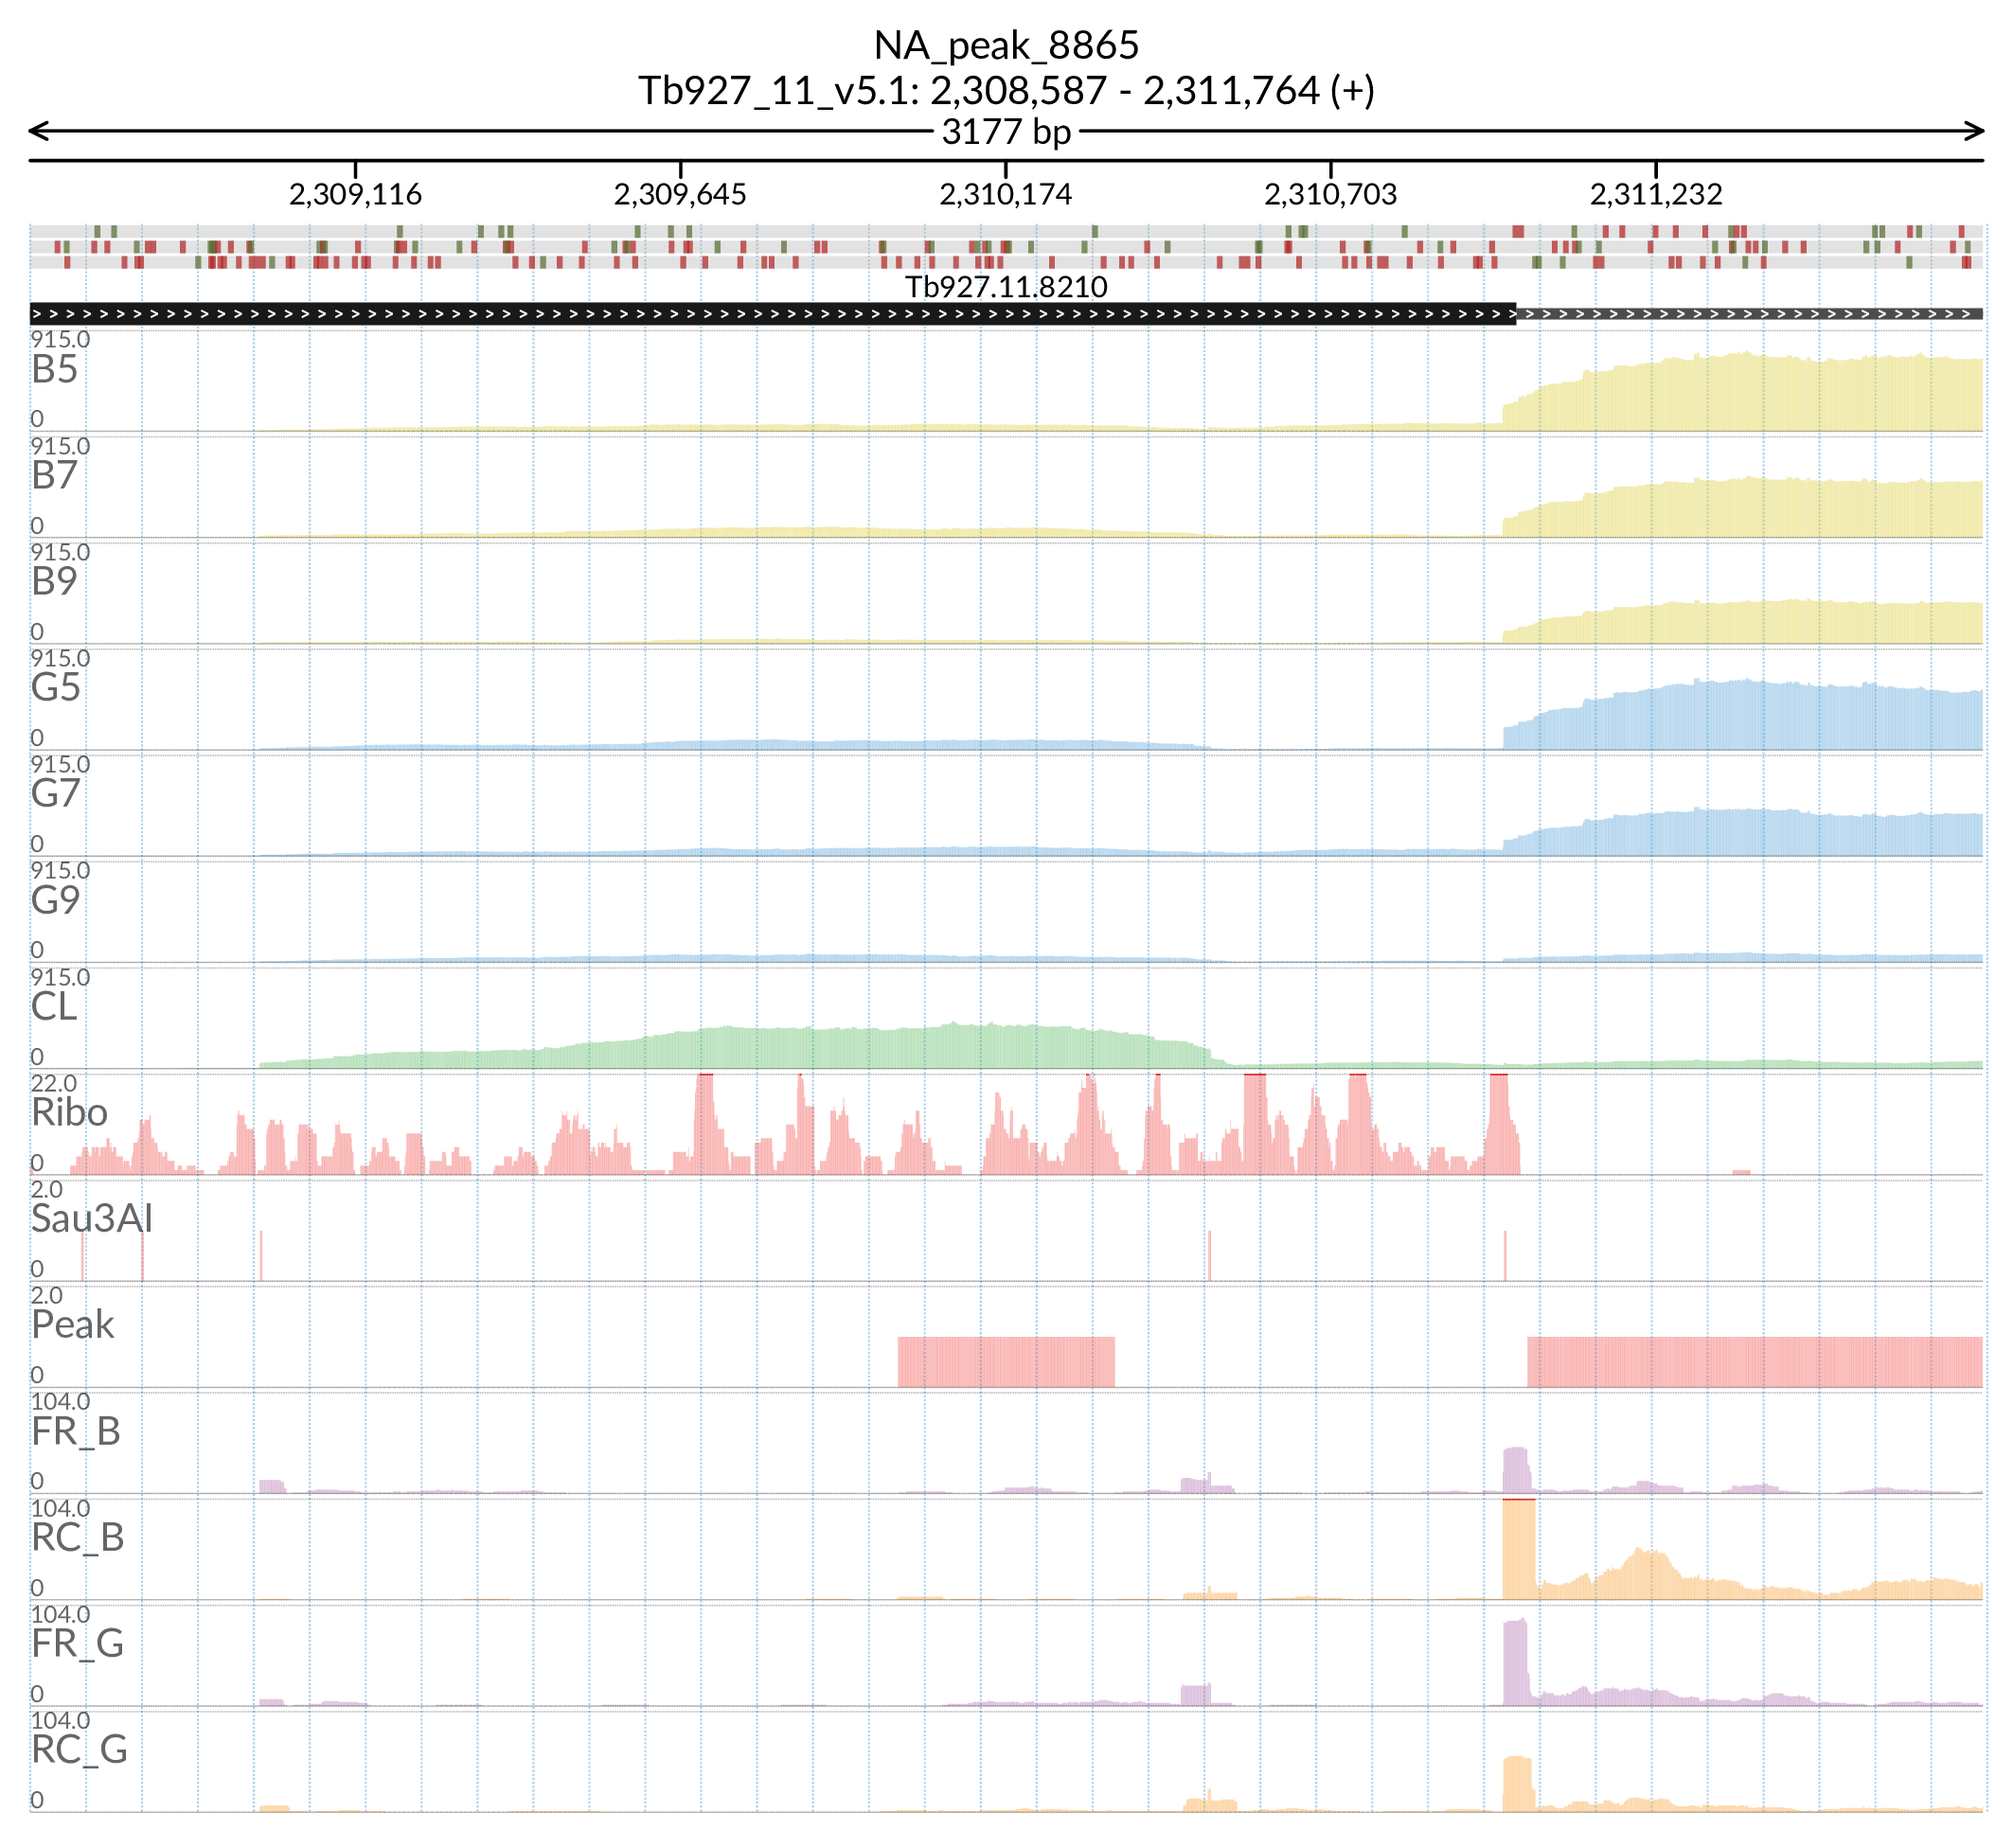 NA_peak_8865
Tb927_11_v5.1: 2,308,587 - 2,311,764 (+)
3177 bp
2,309,116 2,309,645 2,310,174 2,310,703 2,311,232
Tb927.11.8210
915.0
B5
0
915.0
B7
0
915.0
B9
0
915.0
G5
0
915.0
G7
0
915.0
G9
0
915.0
CL
0
22.0
Ribo
0
2.0
Sau3AI
0
2.0
Peak
0
104.0
FR_B
0
104.0
RC_B
0
104.0
FR_G
0
104.0
RC_G
0